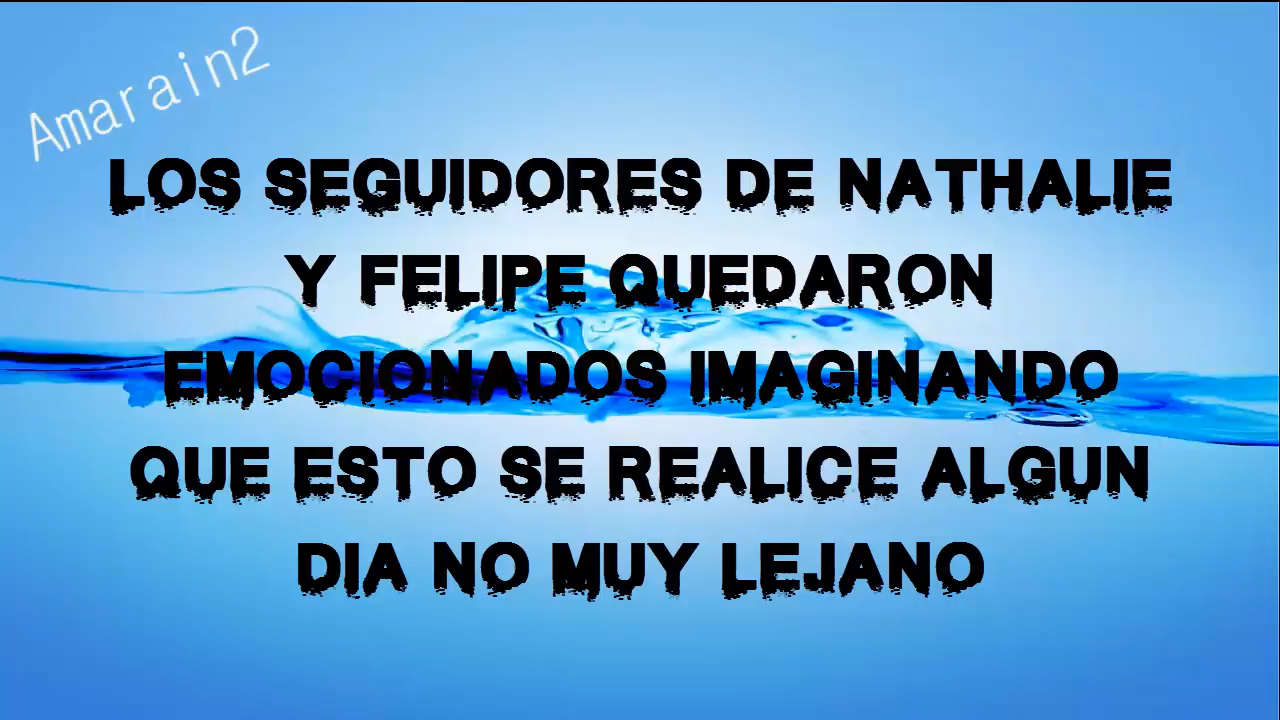 Amarain2
LOS SEGUIDORES DE NATHALIE
Y FELIPE QUEDARON
EMOCIONADOS IMAGINANDO
QUE ESTO SE REALICE ALGUN
DIA NO MUY LEJANO